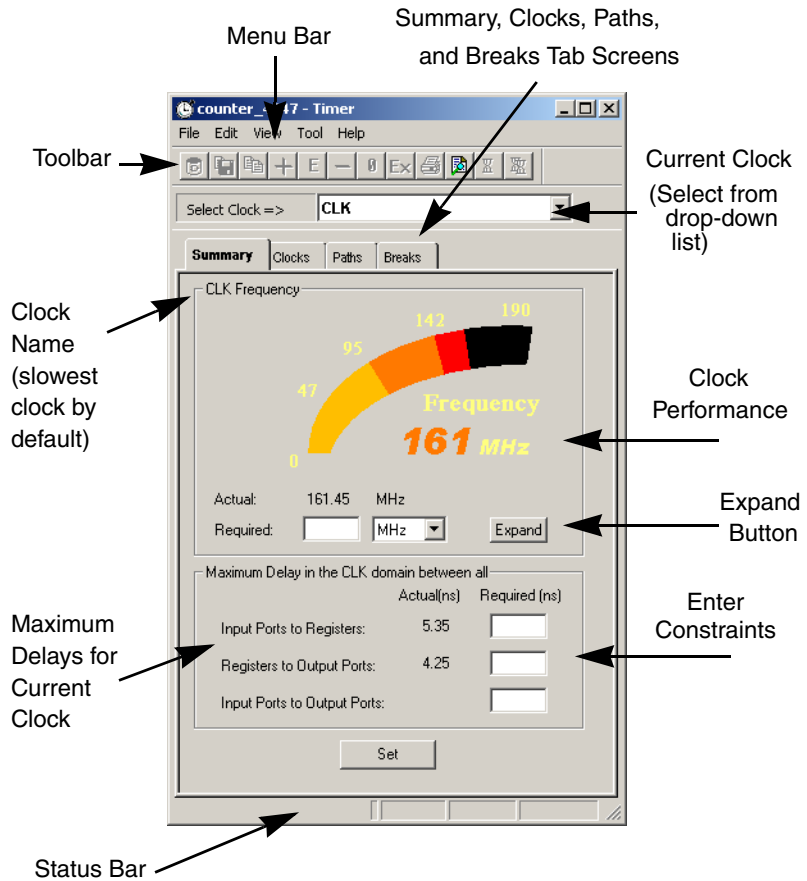 Summary, Clocks, Paths,
and Breaks Tab Screens
Menu Bar
Toolbar
Timer
File Edit View Tool Help
E Ex
Select Clock => CLK
Current Clock
(Select from
drop-down
list)
Summary Clocks Paths Breaks
Clock
Name
(slowest
clock by
default)
CLK Frequency
0
47
95
142
190
Frequency
161 MHz
Clock
Performance
Actual: 161.45 MHz
Required: MHz Expand
Expand
Button
Maximum Delay in the CLK domain between all
Actual(ns) Required (ns)
Input Ports to Registers: 5.35
Registers to Output Ports: 4.25
Input Ports to Output Ports:
Enter
Constraints
Maximum
Delays for
Current
Clock
Set
Status Bar